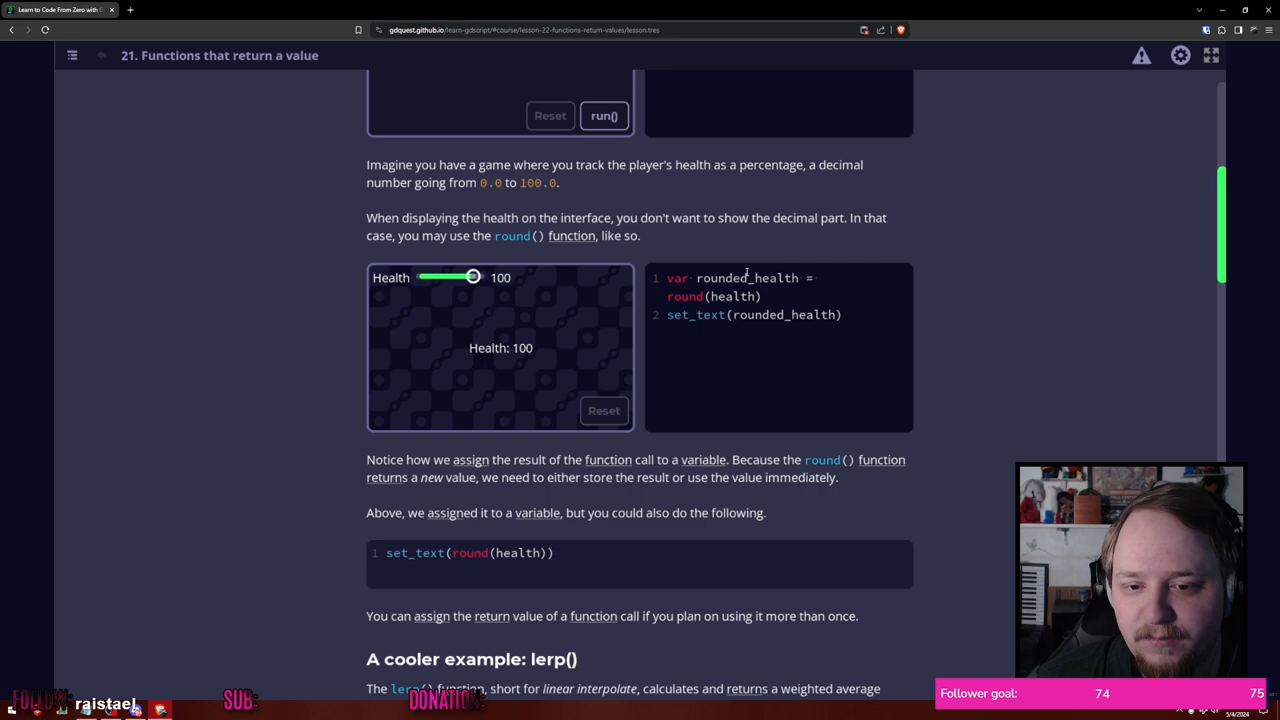 Learn to Code From Zero with
gdquest.github.io/learn-gdscript/#course/lesson-22-functions-return-values/lesson.tres
21. Functions that return a value
Reset
run()
Imagine you have a game where you track the player's health as a percentage, a decimal
number going from 0.0 to 100.0.
When displaying the health on the interface, you don't want to show the decimal part. In that
case, you may use the round() function, like so.
Health 100
Health: 100
Reset
1 var rounded_health =
round(health)
2 set_text(rounded_health)
Notice how we assign the result of the function call to a variable. Because the round() function
returns a new value, we need to either store the result or use the value immediately.
Above, we assigned it to a variable, but you could also do the following.
1 set_text(round(health))
You can assign the return value of a function call if you plan on using it more than once.
A cooler example: lerp()
The lerp() function, short for linear interpolate, calculates and returns a weighted average
FOLLOW: raistael
SUB:
DONATION:
Follower goal: 74 75
5/4/2024